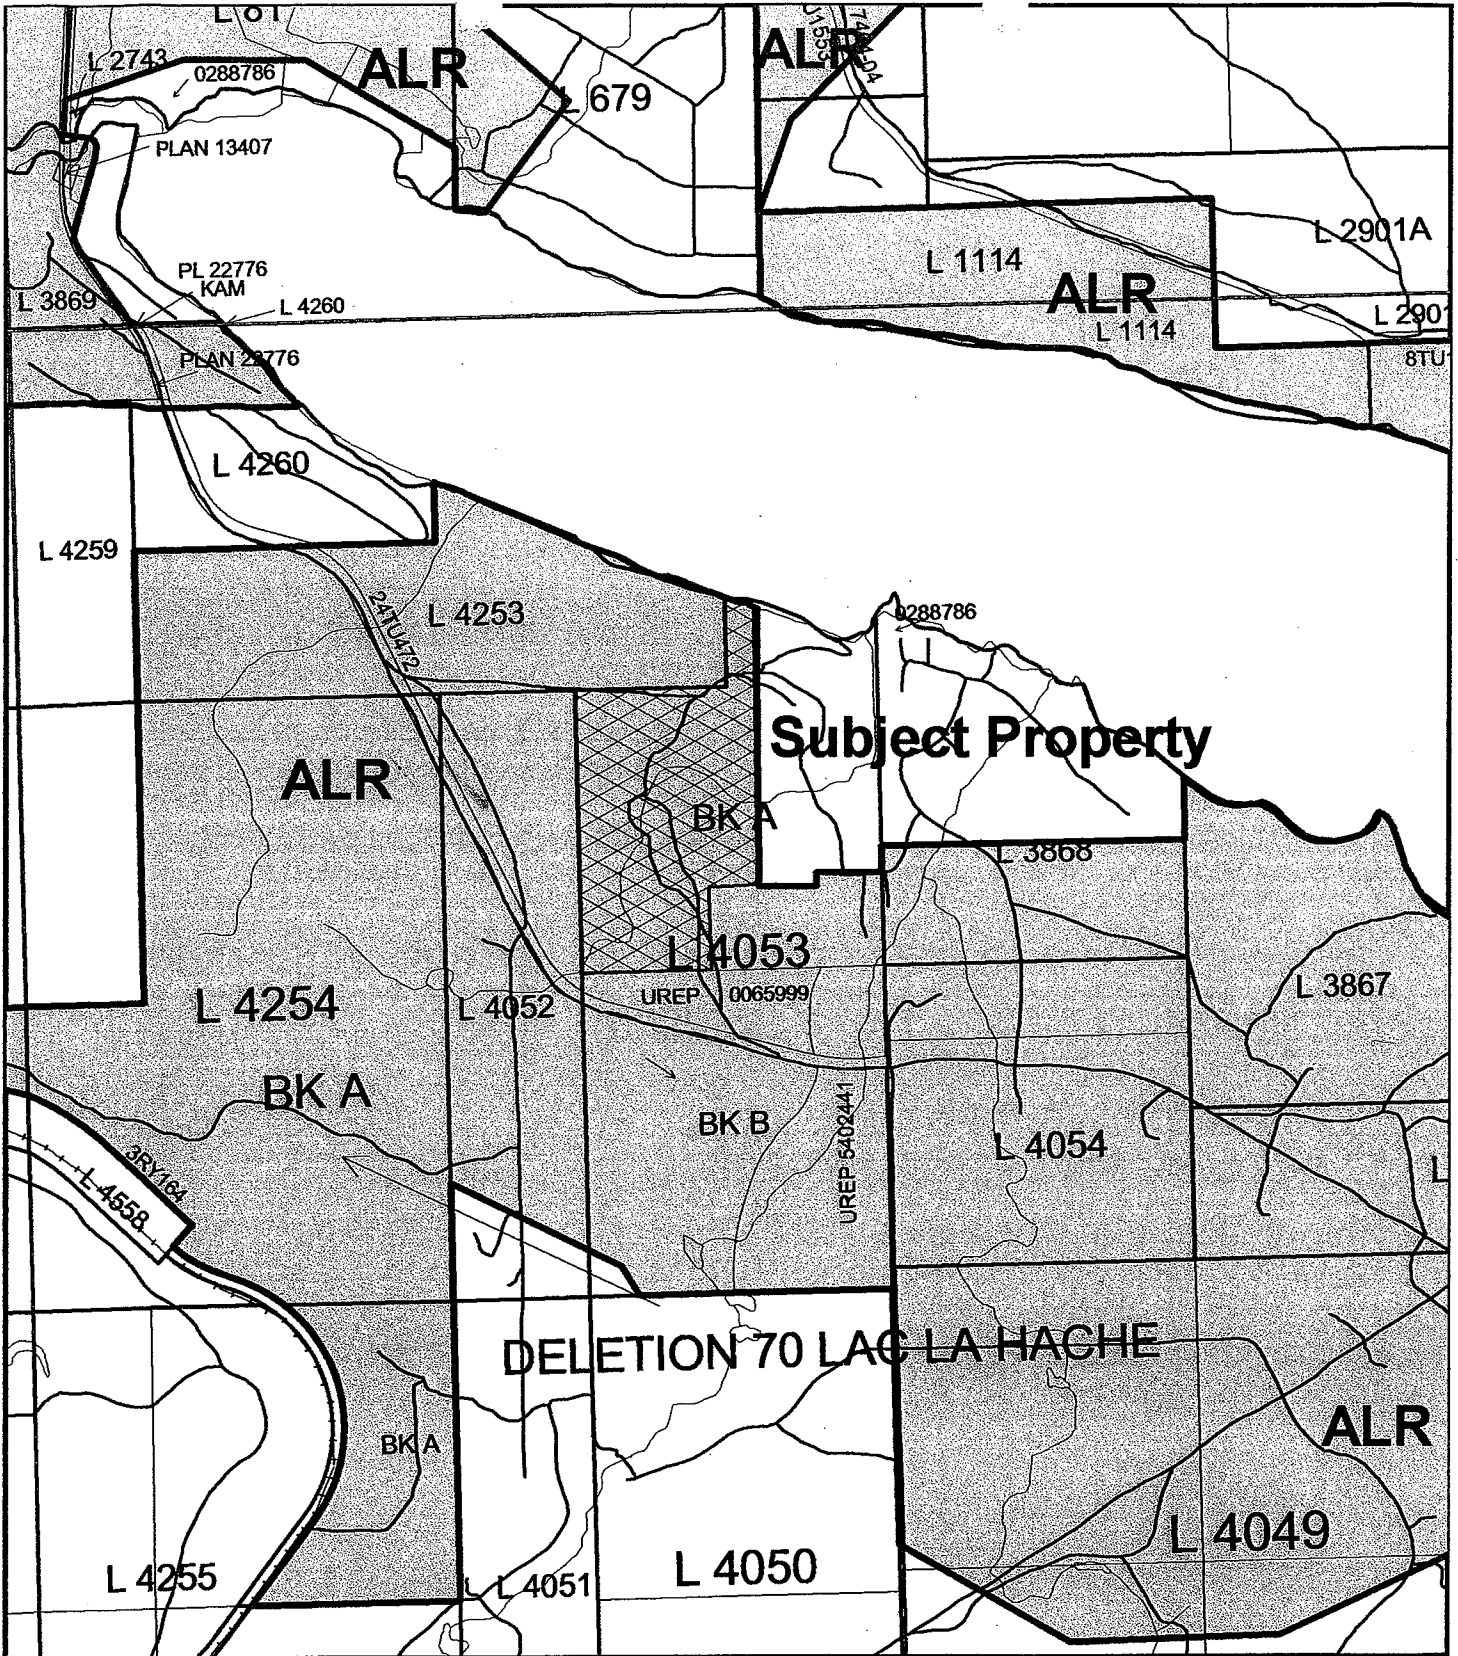 L 81
L 2743
0288786
ALR
ALR
L 679
PLAN 13407
L 2901A
L 1114
PL 22776
KAM
ALR
L 3869
L 4260
L 1114
PLAN 22776
8TU
L 4260
L 4259
L 4253
24TU472
0288786
Subject Property
ALR
BK A
L 3868
L 4053
L 3867
L 4254
L 4052
UREP 0065999
BK A
BK B
UREP 5402441
L 4054
3RY164
L 4558
L
DELETION 70 LAC LA HACHE
ALR
BK A
L 4049
L 4255
L 4051
L 4050